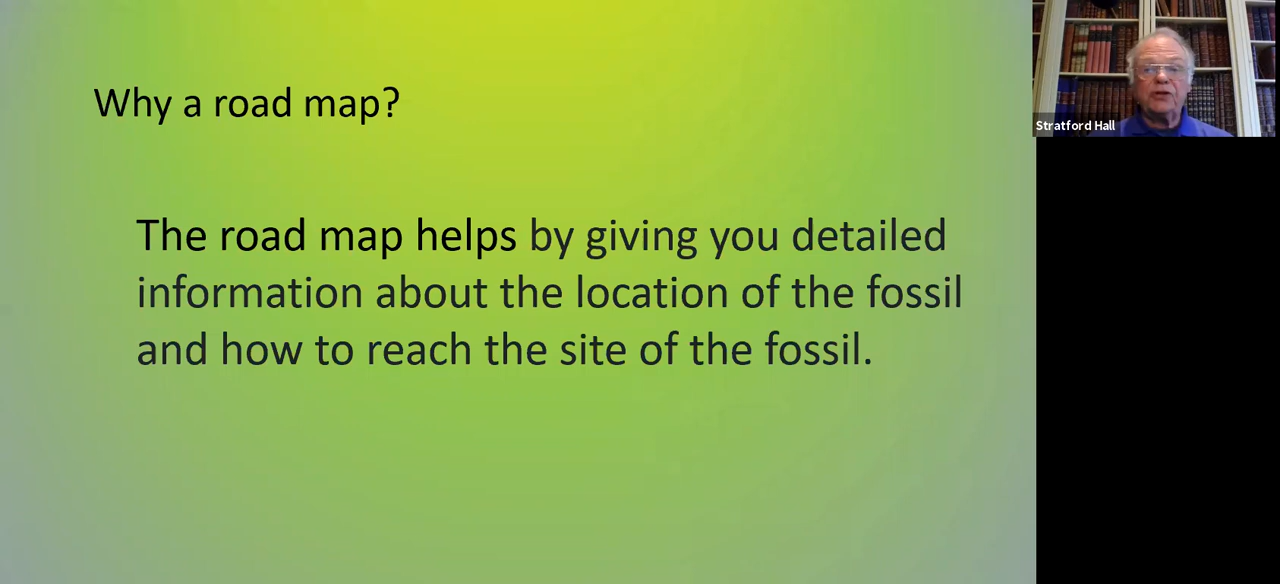 Why a road map?
The road map helps by giving you detailed
information about the location of the fossil
and how to reach the site of the fossil.
Stratford Hall